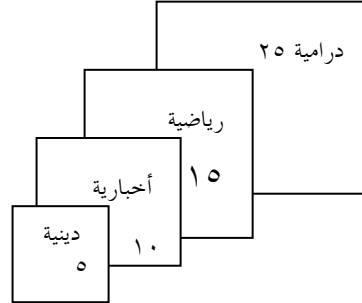 درامية ٢٥
رياضية
١٥
أخبارية
١٠
دينية
٥